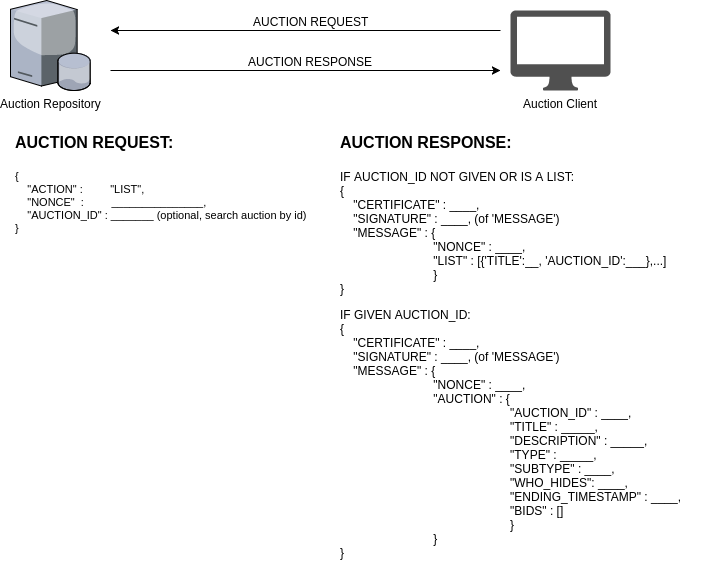 AUCTION REQUEST
AUCTION RESPONSE
Auction Repository
Auction Client
AUCTION REQUEST:
{
"ACTION" : "LIST",
"NONCE" : _______________,
"AUCTION_ID" : _______ (optional, search auction by id)
}
AUCTION RESPONSE:
IF AUCTION_ID NOT GIVEN OR IS A LIST:
{
"CERTIFICATE" : ____,
"SIGNATURE" : ____, (of 'MESSAGE')
"MESSAGE" : {
"NONCE" : ____,
"LIST" : [{'TITLE':__, 'AUCTION_ID':___},...]
}
}
IF GIVEN AUCTION_ID:
{
"CERTIFICATE" : ____,
"SIGNATURE" : ____, (of 'MESSAGE')
"MESSAGE" : {
"NONCE" : ____,
"AUCTION" : {
"AUCTION_ID" : ____,
"TITLE" : _____,
"DESCRIPTION" : _____,
"TYPE" : _____,
"SUBTYPE" : ____,
"WHO_HIDES": ____,
"ENDING_TIMESTAMP" : ____,
"BIDS" : []
}
}
}